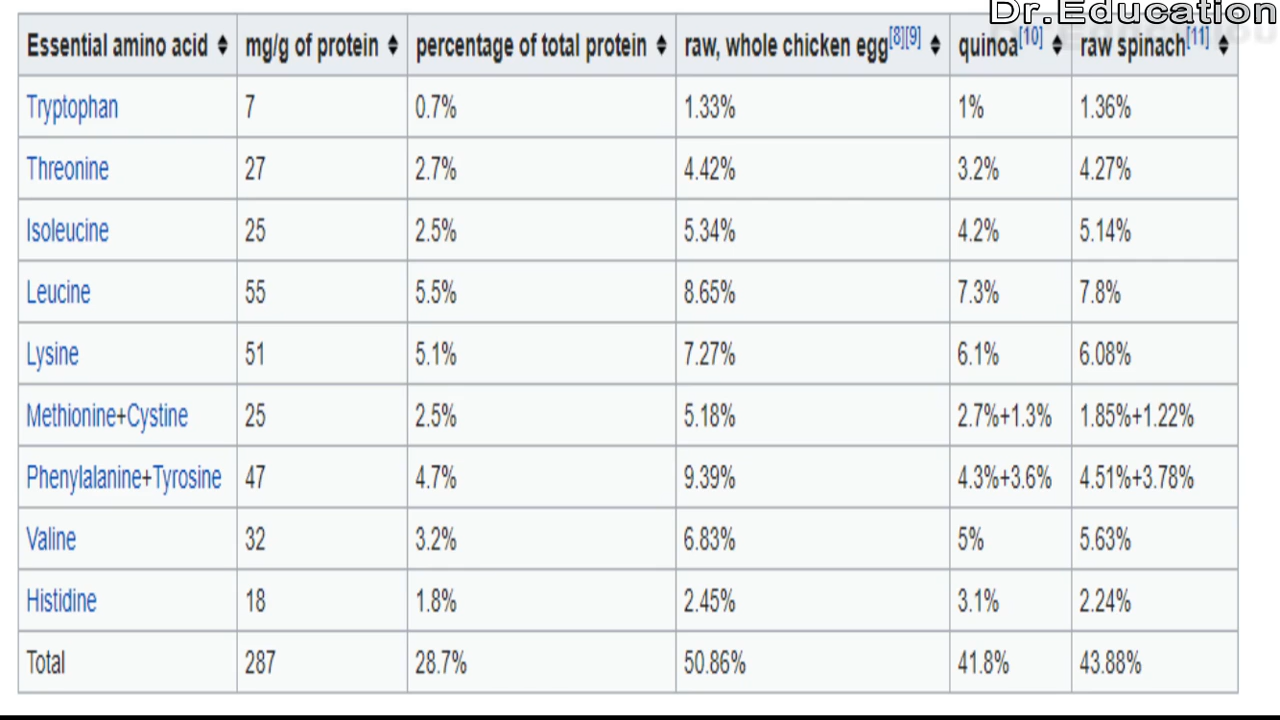 Dr.Education
Essential amino acid mg/g of protein percentage of total protein raw, whole chicken egg[8][9] quinoa[10] raw spinach[11]
Tryptophan 7 0.7% 1.33% 1% 1.36%
Threonine 27 2.7% 4.42% 3.2% 4.27%
Isoleucine 25 2.5% 5.34% 4.2% 5.14%
Leucine 55 5.5% 8.65% 7.3% 7.8%
Lysine 51 5.1% 7.27% 6.1% 6.08%
Methionine+Cystine 25 2.5% 5.18% 2.7%+1.3% 1.85%+1.22%
Phenylalanine+Tyrosine 47 4.7% 9.39% 4.3%+3.6% 4.51%+3.78%
Valine 32 3.2% 6.83% 5% 5.63%
Histidine 18 1.8% 2.45% 3.1% 2.24%
Total 287 28.7% 50.86% 41.8% 43.88%